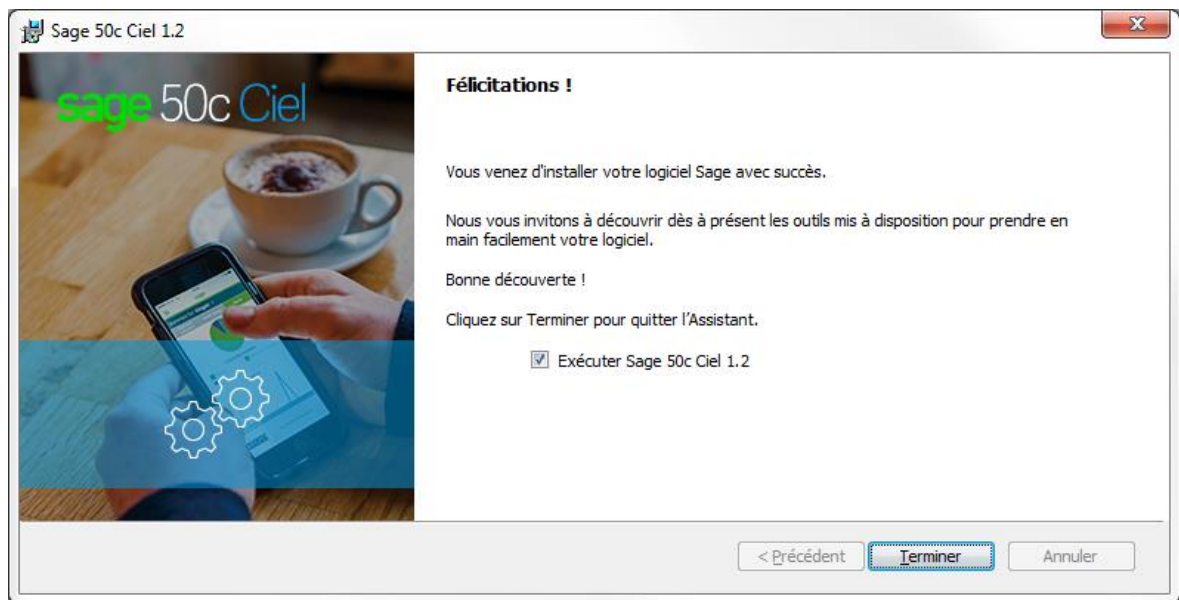 Sage 50c Ciel 1.2
sage 50c Ciel
Félicitations !
Vous venez d'installer votre logiciel Sage avec succès.
Nous vous invitons à découvrir dès à présent les outils mis à disposition pour prendre en
main facilement votre logiciel.
Bonne découverte !
Cliquez sur Terminer pour quitter l'Assistant.
Exécuter Sage 50c Ciel 1.2
< Précédent
Terminer
Annuler